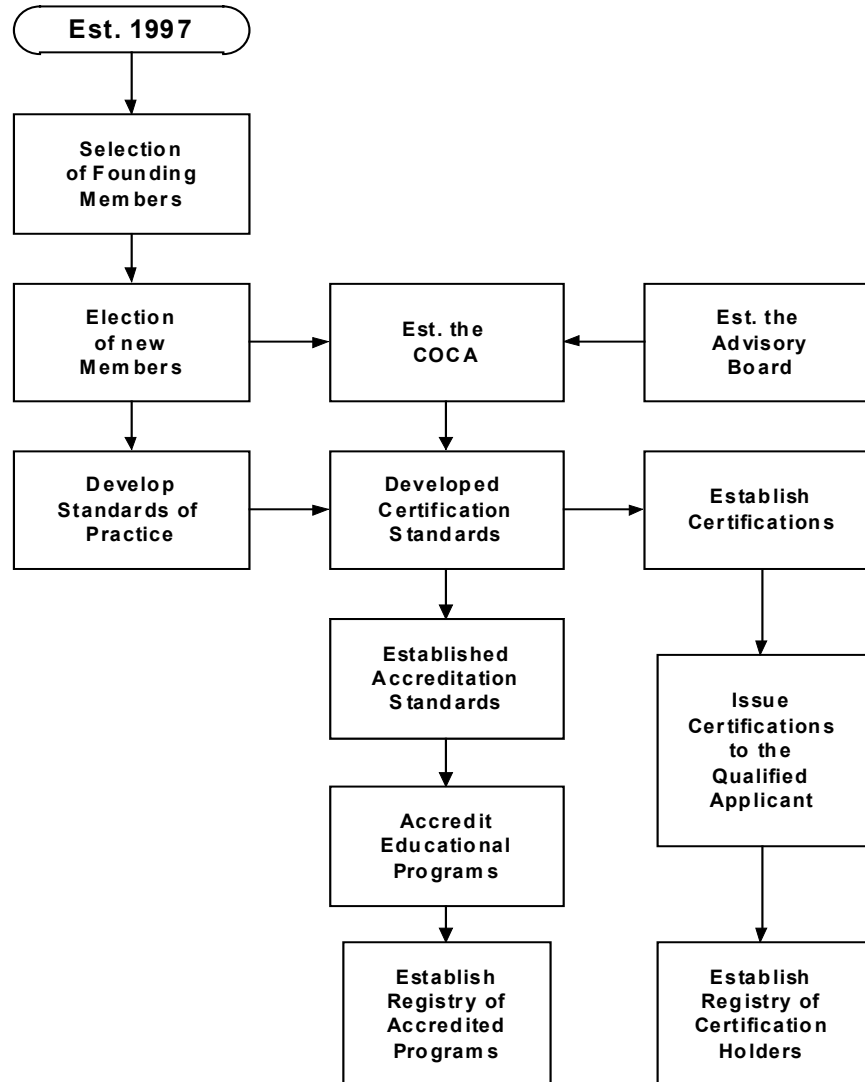 Est. 1997
Selection
of Founding
Members
Election
of new
Members
Est. the
COCA
Est. the
Advisory
Board
Develop
Standards of
Practice
Developed
Certification
Standards
Establish
Certifications
Established
Accreditation
Standards
Issue
Certifications
to the
Qualified
Applicant
Accredit
Educational
Programs
Establish
Registry of
Accredited
Programs
Establish
Registry of
Certification
Holders